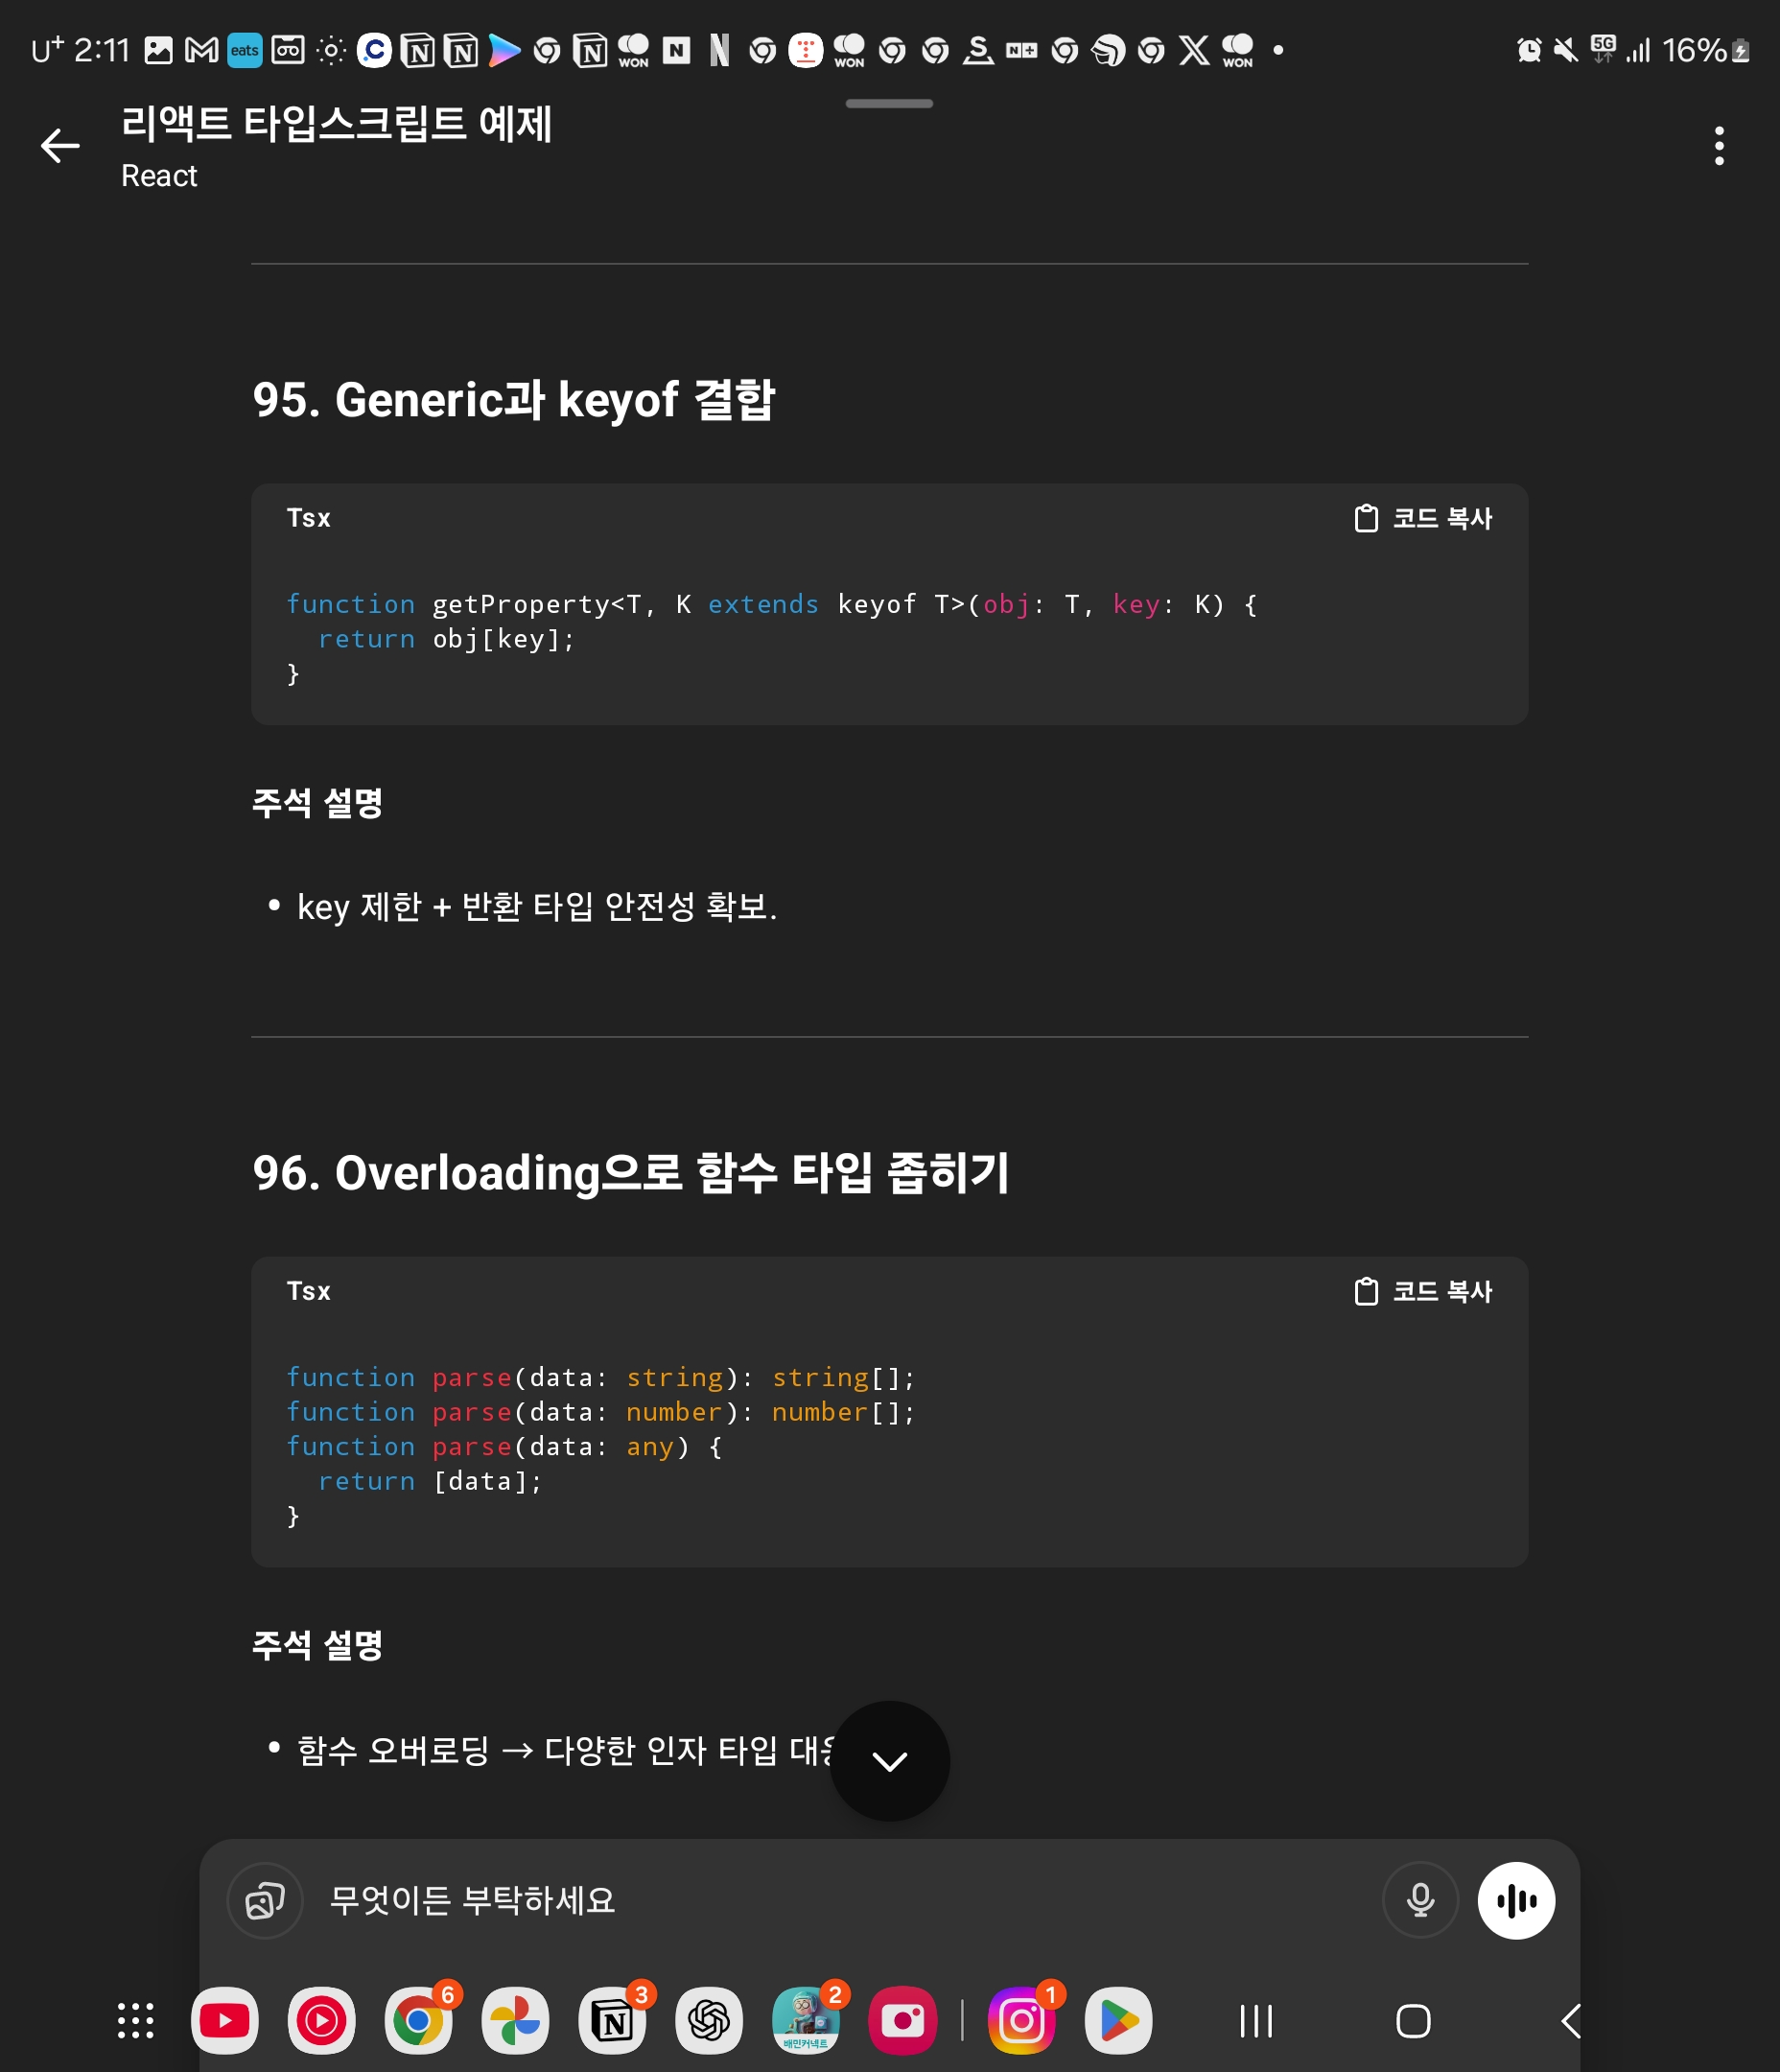 U+ 2:11 eats N N N WON N N WON N+ X WON 5G 16%
리액트 타입스크립트 예제
React
95. Generic과 keyof 결합
Tsx 코드 복사
function getProperty<T, K extends keyof T>(obj: T, key: K) {
  return obj[key];
}
주석 설명
• key 제한 + 반환 타입 안전성 확보.
96. Overloading으로 함수 타입 좁히기
Tsx 코드 복사
function parse(data: string): string[];
function parse(data: number): number[];
function parse(data: any) {
  return [data];
}
주석 설명
• 함수 오버로딩 → 다양한 인자 타입
무엇이든 부탁하세요
6 3 2 1
배민커넥트